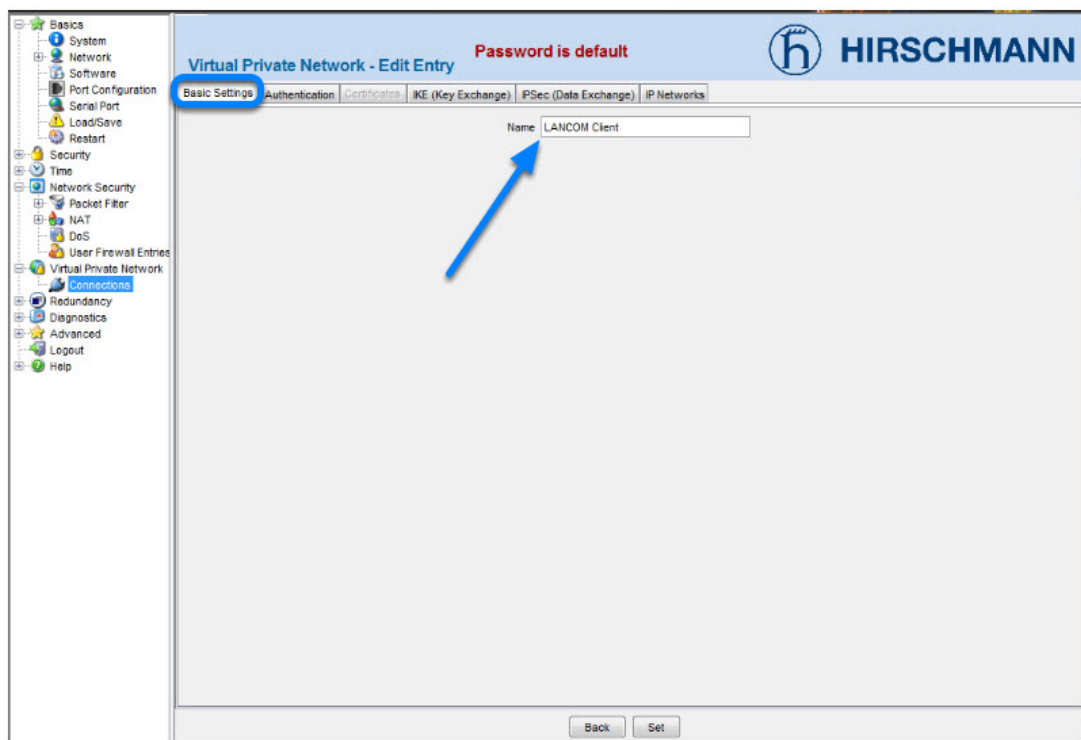 Basics
System
Network
Software
Port Configuration
Serial Port
Load/Save
Restart
Security
Time
Network Security
Packet Filter
NAT
DoS
User Firewall Entries
Virtual Private Network
Connections
Redundancy
Diagnostics
Advanced
Logout
Help
Password is default
HIRSCHMANN
Virtual Private Network - Edit Entry
Basic Settings Authentication Certificates IKE (Key Exchange) IPSec (Data Exchange) IP Networks
Name LANCOM Client
Back Set